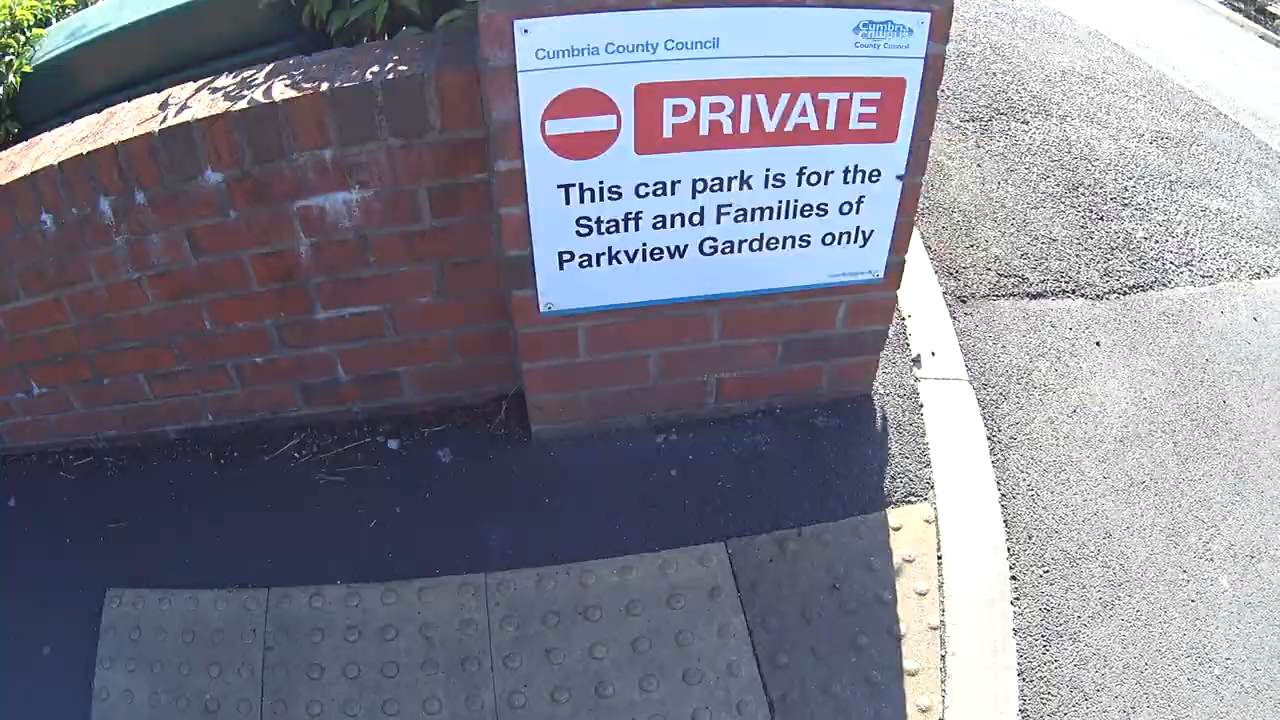 Cumbria County Council
Cumbria
County Council
PRIVATE
This car park is for the
Staff and Families of
Parkview Gardens only